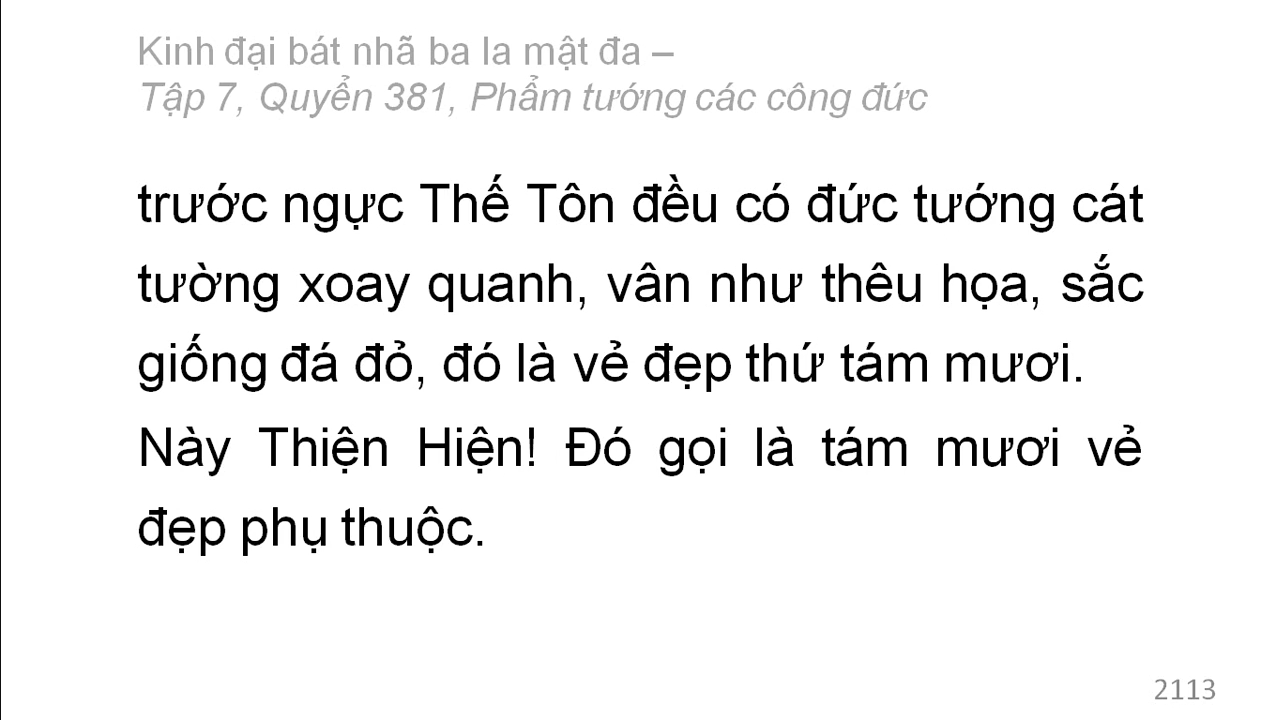 Kinh đại bát nhã ba la mật đa –
Tập 7, Quyển 381, Phẩm tướng các công đức
trước ngực Thế Tôn đều có đức tướng cát
tường xoay quanh, vân như thêu họa, sắc
giống đá đỏ, đó là vẻ đẹp thứ tám mươi.
Này Thiện Hiện! Đó gọi là tám mươi vẻ
đẹp phụ thuộc.
2113